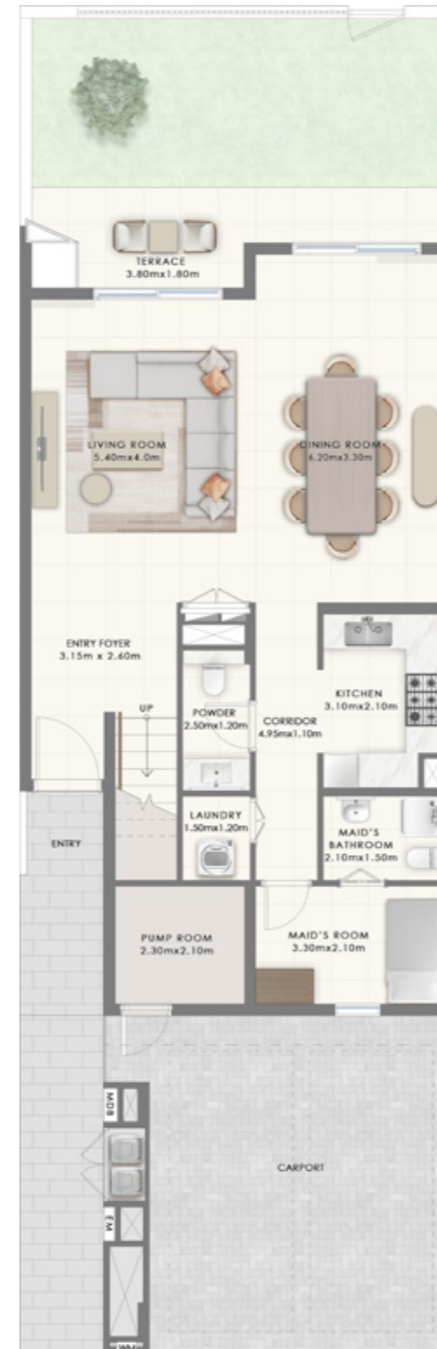 TERRACE
3.80mx1.80m
LIVING ROOM
5.40mx4.0m
DINING ROOM
6.20mx3.30m
ENTRY FOYER
3.15m x 2.60m
UP
POWDER
2.50mx1.20m
CORRIDOR
4.95mx1.10m
KITCHEN
3.10mx2.10m
LAUNDRY
1.50mx1.20m
MAID'S
BATHROOM
2.10mx1.50m
ENTRY
PUMP ROOM
2.30mx2.10m
MAID'S ROOM
3.30mx2.10m
MDB
CARPORT
EM